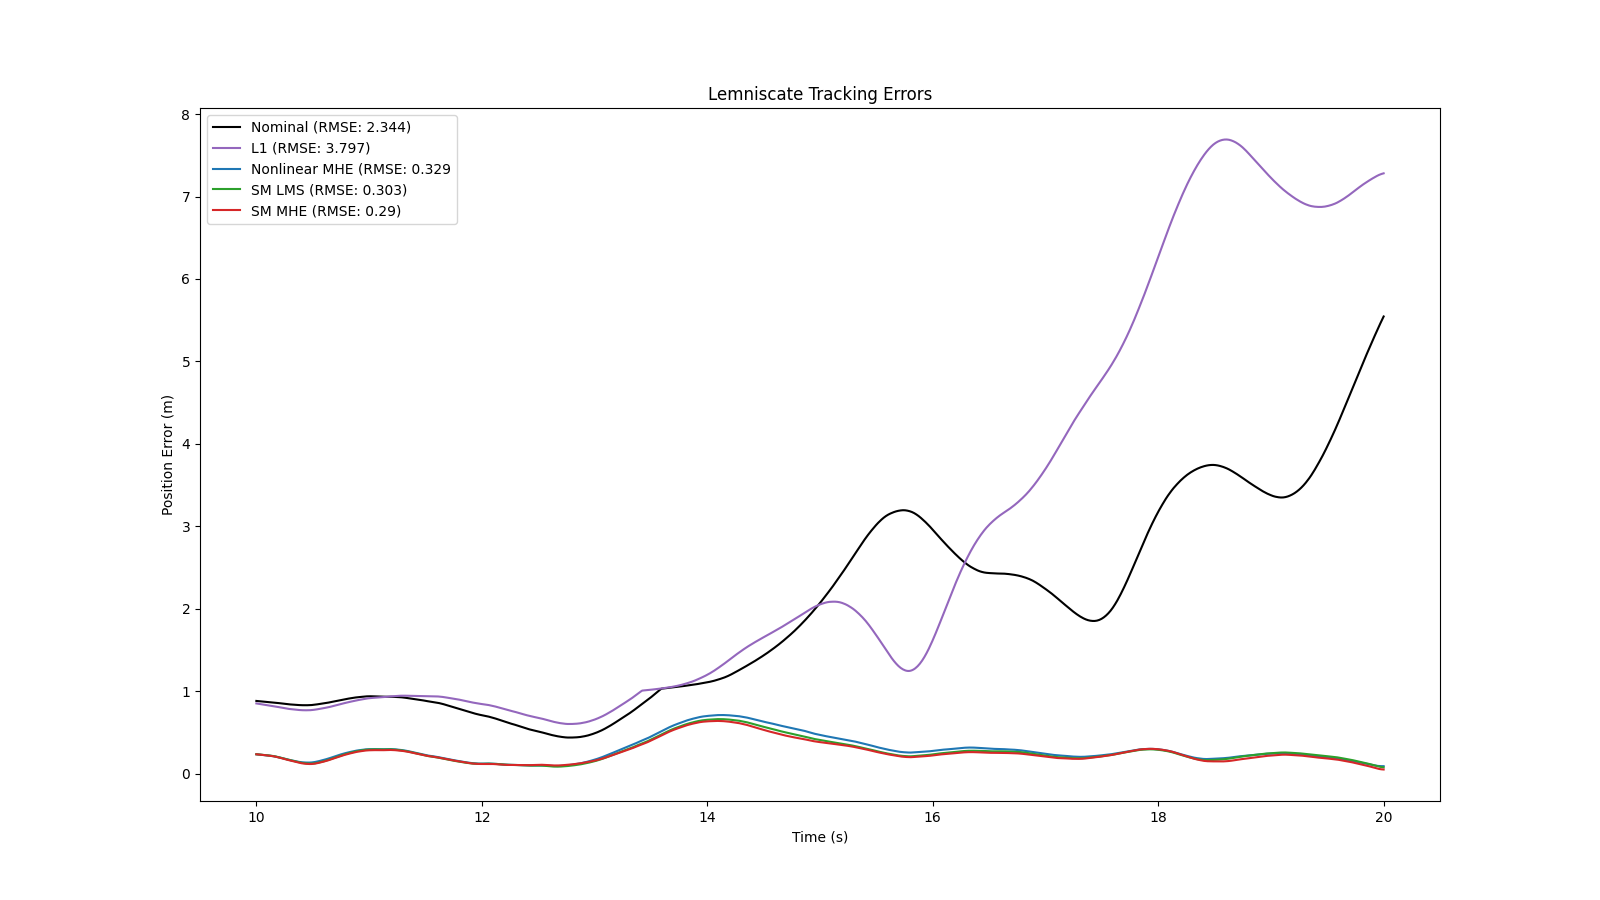 Lemniscate Tracking Errors
Nominal (RMSE: 2.344)
L1 (RMSE: 3.797)
Nonlinear MHE (RMSE: 0.329
SM LMS (RMSE: 0.303)
SM MHE (RMSE: 0.29)
Position Error (m)
8
7
6
5
4
3
2
1
0
10 12 14 16 18 20
Time (s)